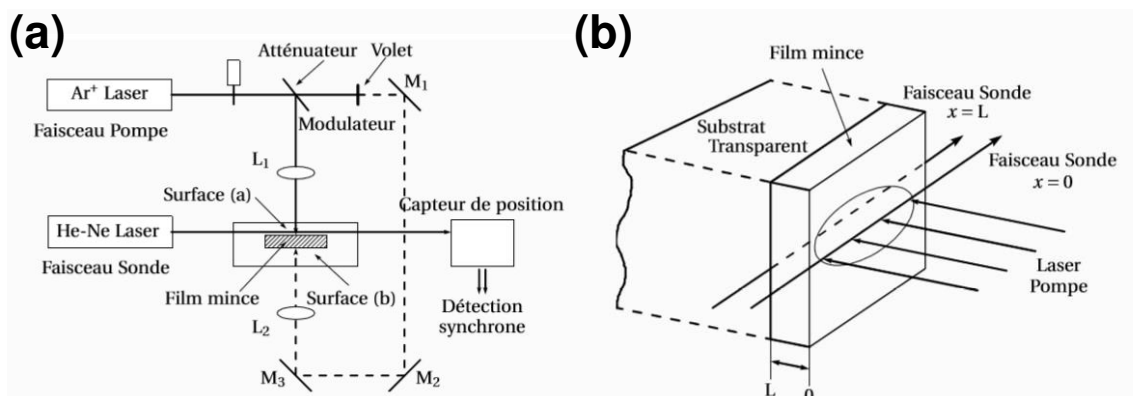 (a)
Atténuateur
Volet
M1
Ar+ Laser
Faisceau Pompe
Modulateur
L1
Surface (a)
Capteur de position
He-Ne Laser
Faisceau Sonde
Film mince
Surface (b)
L2
Détection
synchrone
M3
M2
(b)
Film mince
Faisceau Sonde
x = L
Substrat
Transparent
Faisceau Sonde
x = 0
Laser
Pompe
L
0